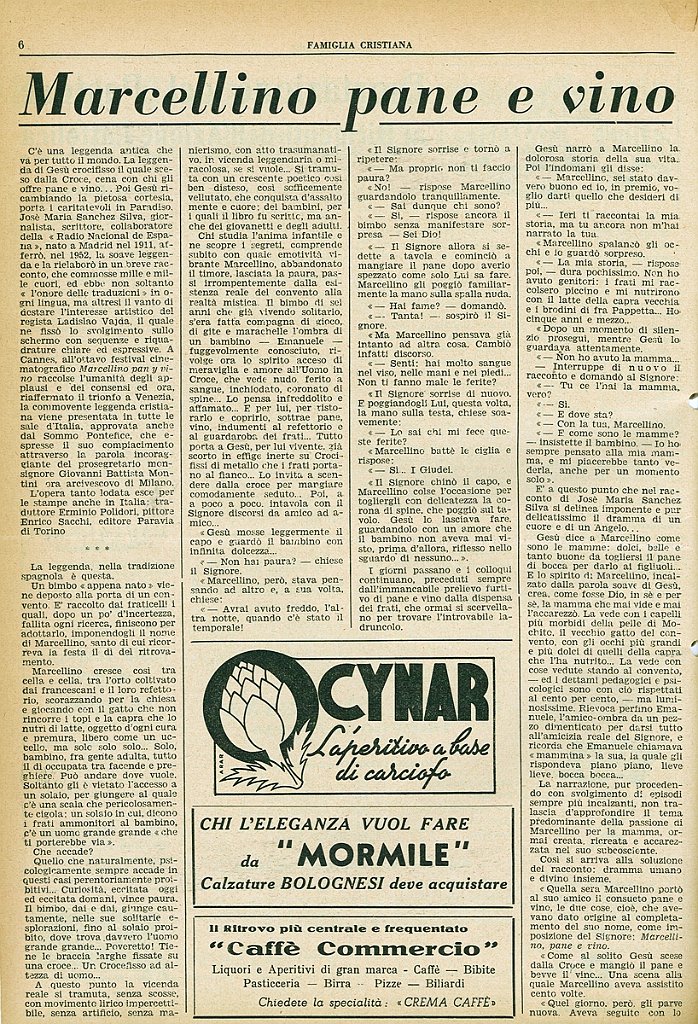 6
FAMIGLIA CRISTIANA
Marcellino pane e vino
C'è una leggenda antica che
va per tutto il mondo. La leggen-
da di Gesù crocifisso il quale sce-
so dalla Croce, cena con chi gli
offre pane e vino... Poi Gesù ri-
cambiando la pietosa cortesia,
porta i caritatevoli in Paradiso.
José Maria Sanchez Silva, gior-
nalista, scrittore, collaboratore
della « Radio Nacional de Espa-
na », nato a Madrid nel 1911, af-
ferrò, nel 1952, la soave leggen-
da e la rielaborò in un breve rac-
conto, che commosse mille e mil-
le cuori, ed ebbe non soltanto
« l'onore delle traduzioni » in o-
gni lingua, ma altresì il vanto di
destare l'interesse artistico del
regista Ladislao Vajda, il quale
ne fissò lo svolgimento sullo
schermo con sequenze e riqua-
drature chiare ed espressive. A
Cannes, all'ottavo festival cine-
matografico Marcellino pan y vi-
no raccolse l'umanità degli ap-
plausi e dei consensi ed ora,
riaffermato il trionfo a Venezia,
la commovente leggenda cristia-
na viene presentata in tutte le
sale d'Italia, approvata anche
dal Sommo Pontefice, che e-
spresse il suo complacimento
attraverso la parola incorag-
giante del prosegretario mon-
signore Giovanni Battista Mon-
tini ora arcivescovo di Milano.
L'opera tanto lodata esce per
le stampe anche in Italia: tra-
duttore Erminio Polidori, pittore
Enrico Sacchi, editore Paravia
di Torino
* * *
La leggenda, nella tradizione
spagnola è questa.
Un bimbo « appena nato » vie-
ne deposto alla porta di un con-
vento. E' raccolto dai fraticelli i
quali, dopo un po' d'incertezza,
fallita ogni ricerca, finiscono per
adottarlo, imponendogli il nome
di Marcellino, santo di cui ricor-
reva la festa il dì del ritrova-
mento.
Marcellino cresce così tra
cella e cella, tra l'orto coltivato
dai francescani e il loro refetto-
rio, scorazzando per la chiesa
e giocando con il gatto che non
rincorre i topi e la capra che lo
nutrì di latte, oggetto d'ogni cura
e premura, libero come un uc-
cello, ma solo solo solo... Solo,
bambino, fra gente adulta, tutto
il dì occupata tra faccende e pre-
ghiere. Può andare dove vuole.
Soltanto gli è vietato l'accesso a
un solaio, per giungere al quale
c'è una scala che pericolosamente
cigola; un solaio in cui, dicono
i frati ammonitori al bambino,
c'è un uomo grande grande « che
ti porterebbe via ».
Che accade?
Quello che naturalmente, psi-
cologicamente sempre accade in
questi casi perentoriamente proi-
bitivi... Curiosità, eccitata oggi
ed eccitata domani, vince paura.
Il bimbo, dai e dai, giunge cau-
tamente, nelle sue solitarie e-
splorazioni, fino al solaio proi-
bito, dove trova davvero l'uomo
grande grande... Poveretto! Tie-
ne le braccia larghe fissate su
una croce... Un Crocefisso ad al-
tezza di uomo...
A questo punto la vicenda
reale si tramuta, senza scosse,
con movimento lirico impercetti-
bile, senza artificio, senza ma-
nierismo, con atto trasumanati-
vo, in vicenda leggendaria o mi-
racolosa, se si vuole... Si tramu-
ta con un crescente poetico così
ben disteso, così sofficemente
vellutato, che conquista d'assalto
mente e cuore; dei bambini, per
i quali il libro fu scritto, ma an-
che dei giovanetti e degli adulti.
Chi studia l'anima infantile e
ne scopre i segreti, comprende
subito con quale emotività vi-
brante Marcellino, abbandonato
il timore, lasciata la paura, pas-
si irrompentemente dalla esi-
stenza reale del convento alla
realtà mistica. Il bimbo di sei
anni che già vivendo solitario,
s'era fatta compagna di gioco,
di gite e marachelle l'ombra di
un bambino — Emanuele —
fuggevolmente conosciuto, ri-
volge ora lo spirito acceso di
meraviglia e amore all'Uomo in
Croce, che vede nudo ferito a
sangue, inchiodato, coronato di
spine... Lo pensa infreddolito e
affamato... E per lui, per risto-
rarlo e coprirlo, sottrae pane,
vino, indumenti al refettorio o
al guardaroba dei frati... Tutto
porta a Gesù, per lui vivente, già
scorto in effige inerte su Croci-
fissi di metallo che i frati porta-
no al fianco... Lo invita a scen-
dere dalla croce per mangiare
comodamente seduto... Poi, a
a poco a poco, intavola con il
Signore discorsi da amico ad a-
mico...
« Gesù mosse leggermente il
capo e guardò il bambino con
infinita dolcezza...
« — Non hai paura? — chiese
il Signore.
« Marcellino, però, stava pen-
sando ad altro e, a sua volta,
chiese:
« — Avrai avuto freddo, l'al-
tra notte, quando c'è stato il
temporale!
« Il Signore sorrise e tornò a
ripetere:
« — Ma proprio non ti faccio
paura?
« No! — rispose Marcellino
guardandolo tranquillamente.
« — Sai dunque chi sono?
« — Sì, — rispose ancora il
bimbo senza manifestare sor-
presa. — Sei Dio!
« — Il Signore allora si se-
dette a tavola e cominciò a
mangiare il pane dopo averlo
spezzato come solo Lui sa fare.
Marcellino gli poggiò familiar-
mente la mano sulla spalla nuda.
« — Hai fame? — domandò.
« — Tanta! — sospirò il Si-
gnore.
« Ma Marcellino pensava già
intato ad altra cosa. Cambiò
infatti discorso.
« — Senti: hai molto sangue
nel viso, nelle mani e nei piedi...
Non ti fanno male le ferite?
« Il Signore sorrise di nuovo.
E poggiandogli Lui, questa volta,
la mano sulla testa, chiese soa-
vemente:
« — Lo sai chi mi fece que-
ste ferite?
« Marcellino battè le ciglia e
rispose:
« — Sì... I Giudei.
« Il Signore chinò il capo, e
Marcellino colse l'occasione per
togliergli con delicatezza la co-
rona di spine, che poggiò sul ta-
volo. Gesù lo lasciava fare,
guardandolo con un amore che
il bambino non aveva mai vi-
sto, prima d'allora, riflesso nello
sguardo di nessuno... ».
I giorni passano e i colloqui
continuano, preceduti sempre
dall'immancabile prelievo furti-
vo di pane e vino dalla dispensa
dei frati, che ormai si scervella-
no per trovare l'introvabile la-
druncolo.
CYNAR
L'aperitivo a base
di carciofo
CHI L'ELEGANZA VUOL FARE
da "MORMILE"
Calzature BOLOGNESI deve acquistare
Il Ritrovo più centrale e frequentato
"Caffè Commercio"
Liquori e Aperitivi di gran marca - Caffè — Bibite
Pasticceria — Birra — Pizze — Biliardi
Chiedete la specialità: « CREMA CAFFÈ»
Gesù narrò a Marcellino la
dolorosa storia della sua vita.
Poi l'indomani gli disse:
« — Marcellino, sei stato dav-
vero buono ed io, in premio, vo-
glio darti quello che desideri di
più...
« — Ieri ti raccontai la mia
storia, ma tu ancora non m'hai
narrato la tua.
« Marcellino spalancò gli oc-
chi e lo guardò sorpreso.
« — La mia storia, — rispose
poi, — dura pochissimo. Non ho
avuto genitori: i frati mi rac-
colsero piccino e mi nutrirono
con il latte della capra vecchia
e i brodini di fra Pappetta.. Ho
cinque anni e mezzo...
« Dopo un momento di silen-
zio proseguì, mentre Gesù lo
guardava attentamente.
« — Non ho avuto la mamma...
— Interruppe di nuovo il
racconto e domandò al Signore:
« — Tu ce l'hai la mamma,
vero?
« — Sì.
« — E dove sta?
« — Con la tua, Marcellino.
« — E come sono le mamme?
— insistette il bambino. — Io ho
sempre pensato alla mia mam-
ma, e mi piacerebbe tanto ve-
derla, anche per un momento
solo ».
E' a questo punto che nel rac-
conto di José Maria Sanchez
Silva si delinea imponente e pur
delicatissimo il dramma di un
cuore e di un Angelo...
Gesù dice a Marcellino come
sono le mamme: dolci, belle e
tanto buone da togliersi il pane
di bocca per darlo ai figliuoli...
E lo spirito di Marcellino, incal-
zato dalla parola soave di Gesù,
crea, come fosse Dio, in sè e per
sè, la mamma che mai vide e mai
l'accarezzò. La vede con i capelli
più morbidi della pelle di Mo-
chito, il vecchio gatto del con-
vento, con gli occhi più grandi
e più dolci di quelli della capra
che l'ha nutrito... La vede con
cose vedute stando al convento,
— ed i dettami pedagogici e psi-
cologici sono con ciò rispettati
al cento per cento, — ma lumi-
nosissime. Rievoca perfino Ema-
nuele, l'amico-ombra da un pez-
zo dimenticato per darsi tutto
all'amicizia reale del Signore, e
ricorda che Emanuele chiamava
« mammina » la sua, la quale gli
rispondeva piano piano, lieve
lieve, bocca bocca...
La narrazione, pur proceden-
do con svolgimento di episodi
sempre più incalzanti, non tra-
lascia d'approfondire il tema
predominante della passione di
Marcellino per la mamma, or-
mai creata, ricreata e accarez-
zata nel suo subcosciente.
Così si arriva alla soluzione
del racconto: dramma umano
e divino insieme.
« Quella sera Marcellino portò
al suo amico il consueto pane e
vino, le due cose, cioè, che ave-
vano dato origine al completa-
mento del suo nome, come im-
posizione del Signore: Marcelli-
no, pane e vino.
« Come al solito Gesù scese
dalla Croce e mangiò il pane e
bevve il vino... Una scena alla
quale Marcellino aveva assistito
cento volte.
« Quel giorno, però, gli parve
nuova. Aveva seguito con lo